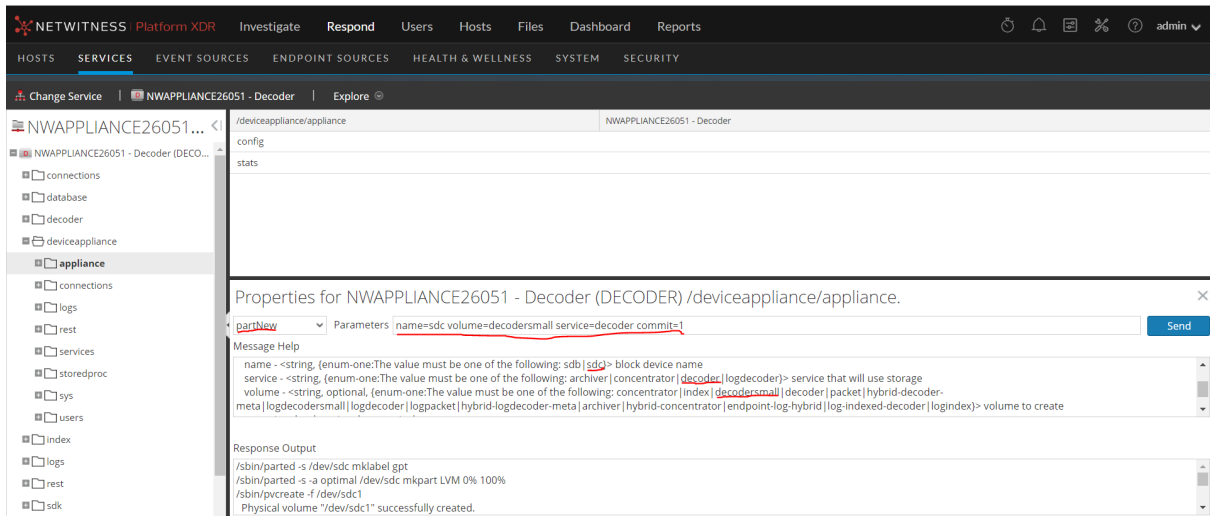 NETWITNESS | Platform XDR Investigate Respond Users Hosts Files Dashboard Reports admin
HOSTS SERVICES EVENT SOURCES ENDPOINT SOURCES HEALTH & WELLNESS SYSTEM SECURITY
Change Service | NWAPPLIANCE26051 - Decoder | Explore
NWAPPLIANCE26051...
NWAPPLIANCE26051 - Decoder (DECO...
connections
database
decoder
deviceappliance
appliance
connections
logs
rest
services
storedproc
sys
users
index
logs
rest
sdk
/deviceappliance/appliance NWAPPLIANCE26051 - Decoder
config
stats
Properties for NWAPPLIANCE26051 - Decoder (DECODER) /deviceappliance/appliance.
partNew Parameters name=sdc volume=decodersmall service=decoder commit=1 Send
Message Help
name - <string, {enum-one:The value must be one of the following: sdb|sdc}> block device name
service - <string, {enum-one:The value must be one of the following: archiver|concentrator|decoder|logdecoder}> service that will use storage
volume - <string, optional, {enum-one:The value must be one of the following: concentrator|index|decodersmall|decoder|packet|hybrid-decoder-
meta|logdecodersmall|logdecoder|logpacket|hybrid-logdecoder-meta|archiver|hybrid-concentrator|endpoint-log-hybrid|log-indexed-decoder|logindex}> volume to create
Response Output
/sbin/parted -s /dev/sdc mklabel gpt
/sbin/parted -s -a optimal /dev/sdc mkpart LVM 0% 100%
/sbin/pvcreate -f /dev/sdc1
Physical volume "/dev/sdc1" successfully created.